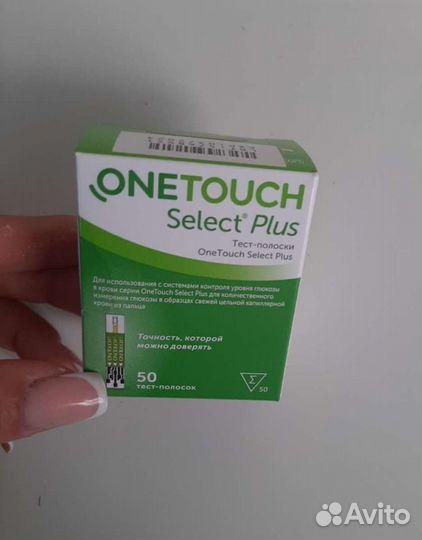 ONETOUCH
Select® Plus
Тест-полоски
OneTouch Select Plus
Для использования с системами контроля уровня глюкозы
в крови серии OneTouch Select Plus для количественного
измерения глюкозы в образцах свежей цельной капиллярной
крови из пальца
Точность, которой
можно доверять
50
тест-полосок
Σ
50
Avito